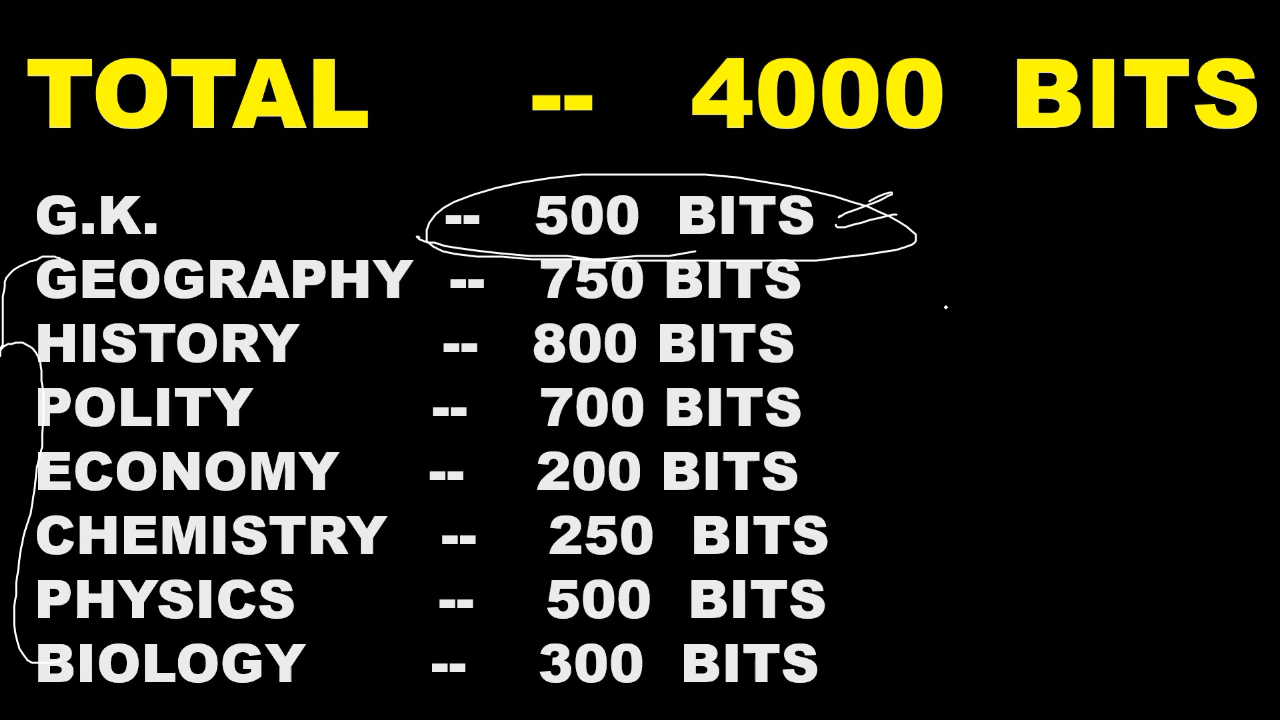 TOTAL -- 4000 BITS
G.K. -- 500 BITS
GEOGRAPHY -- 750 BITS
HISTORY -- 800 BITS
POLITY -- 700 BITS
ECONOMY -- 200 BITS
CHEMISTRY -- 250 BITS
PHYSICS -- 500 BITS
BIOLOGY -- 300 BITS